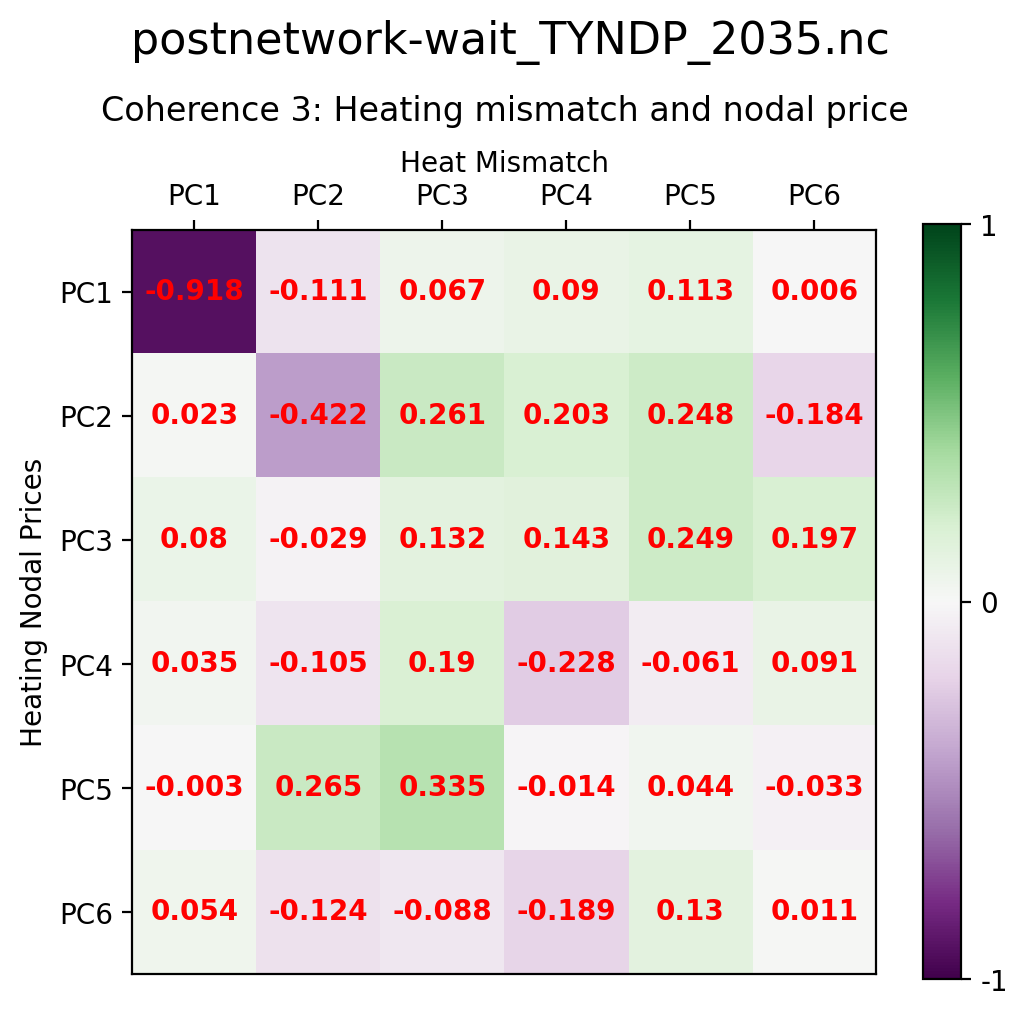 postnetwork-wait_TYNDP_2035.nc
Coherence 3: Heating mismatch and nodal price
Heat Mismatch
PC1 PC2 PC3 PC4 PC5 PC6
Heating Nodal Prices
PC1 -0.918 -0.111 0.067 0.09 0.113 0.006
PC2 0.023 -0.422 0.261 0.203 0.248 -0.184
PC3 0.08 -0.029 0.132 0.143 0.249 0.197
PC4 0.035 -0.105 0.19 -0.228 -0.061 0.091
PC5 -0.003 0.265 0.335 -0.014 0.044 -0.033
PC6 0.054 -0.124 -0.088 -0.189 0.13 0.011
1
0
-1